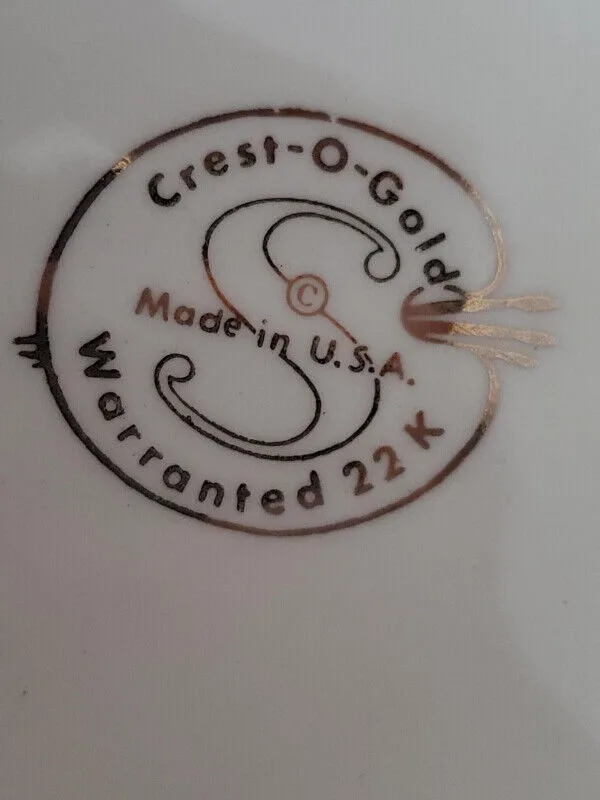 Crest-O-Gold
S
©
Made in U.S.A.
Warranted 22 K